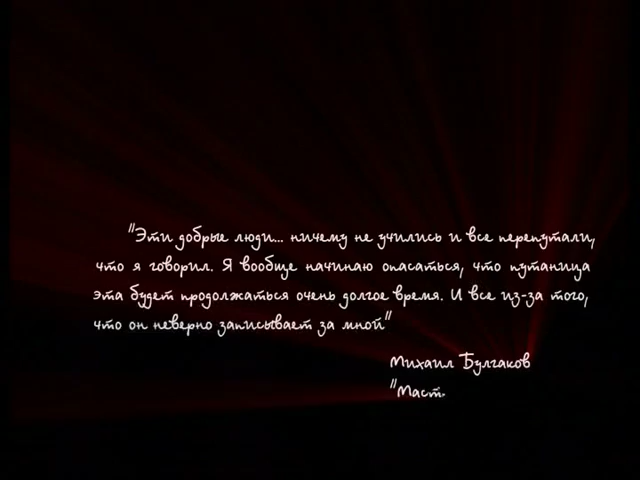 "Эти добрые люди... ничему не учились и все перепутали,
что я говорил. Я вообще начинаю опасаться, что путаница
эта будет продолжаться очень долгое время. И все из-за того,
что он неверно записывает за мной"
Михаил Булгаков
"Маст